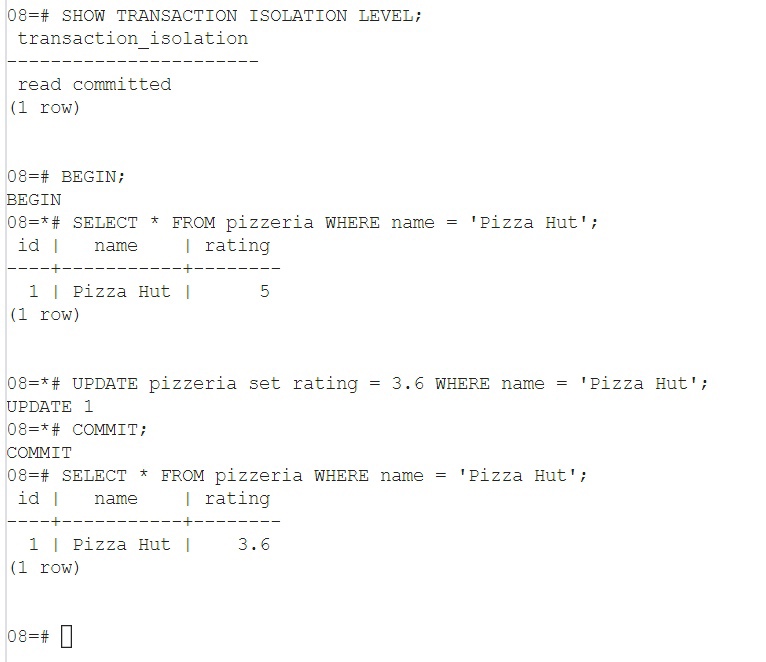 08=# SHOW TRANSACTION ISOLATION LEVEL;
 transaction_isolation
-----------------------
 read committed
(1 row)
08=# BEGIN;
BEGIN
08=*# SELECT * FROM pizzeria WHERE name = 'Pizza Hut';
 id |   name    | rating
----+-----------+--------
  1 | Pizza Hut |      5
(1 row)
08=*# UPDATE pizzeria set rating = 3.6 WHERE name = 'Pizza Hut';
UPDATE 1
08=*# COMMIT;
COMMIT
08=# SELECT * FROM pizzeria WHERE name = 'Pizza Hut';
 id |   name    | rating
----+-----------+--------
  1 | Pizza Hut |    3.6
(1 row)
08=#